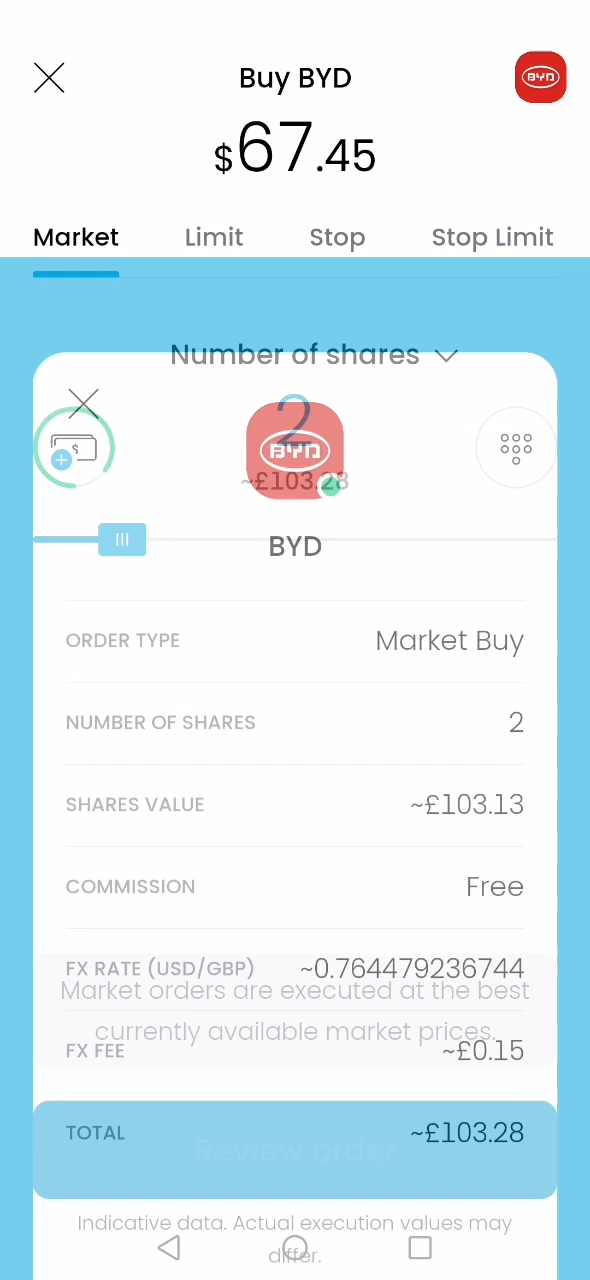 Buy BYD
BYD
$67.45
Market Limit Stop Stop Limit
Number of shares
2
BYD
$
~£103.28
BYD
ORDER TYPE Market Buy
NUMBER OF SHARES 2
SHARES VALUE ~£103.13
COMMISSION Free
FX RATE (USD/GBP) ~0.764479236744
Market orders are executed at the best
currently available market prices.
FX FEE ~£0.15
TOTAL ~£103.28
Review order
Indicative data. Actual execution values may
differ.